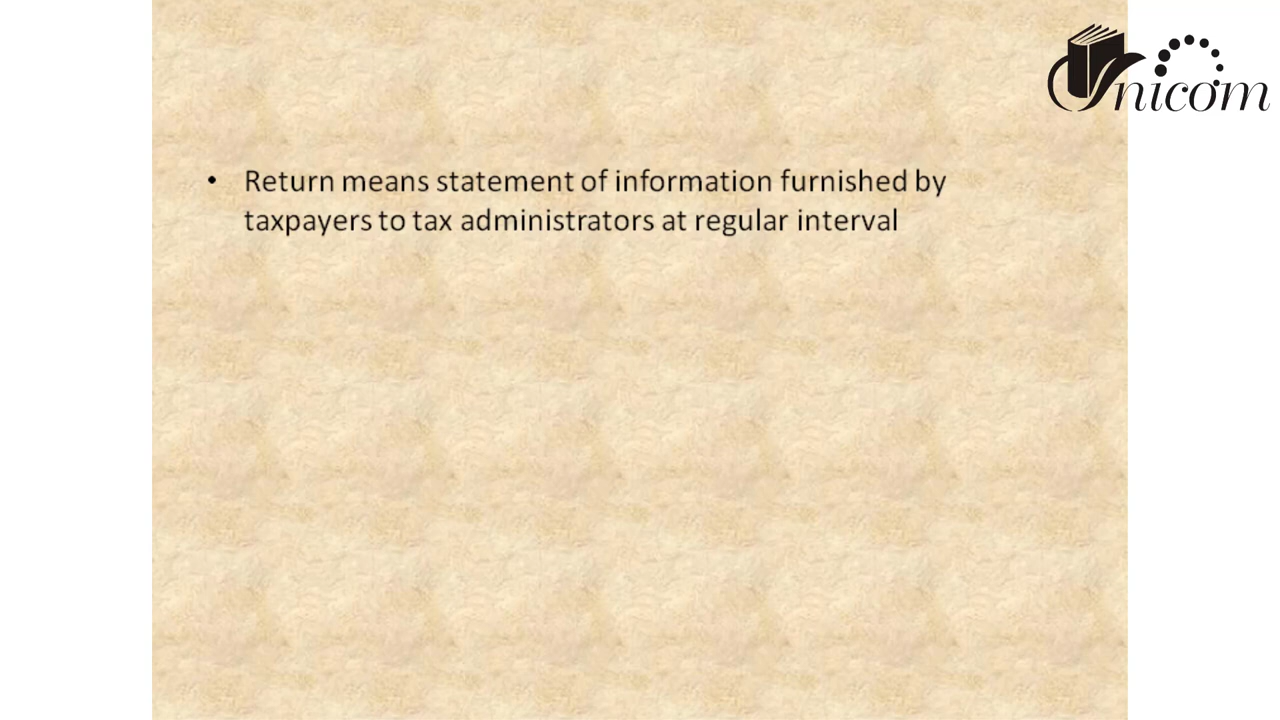 Unicom
• Return means statement of information furnished by
taxpayers to tax administrators at regular interval